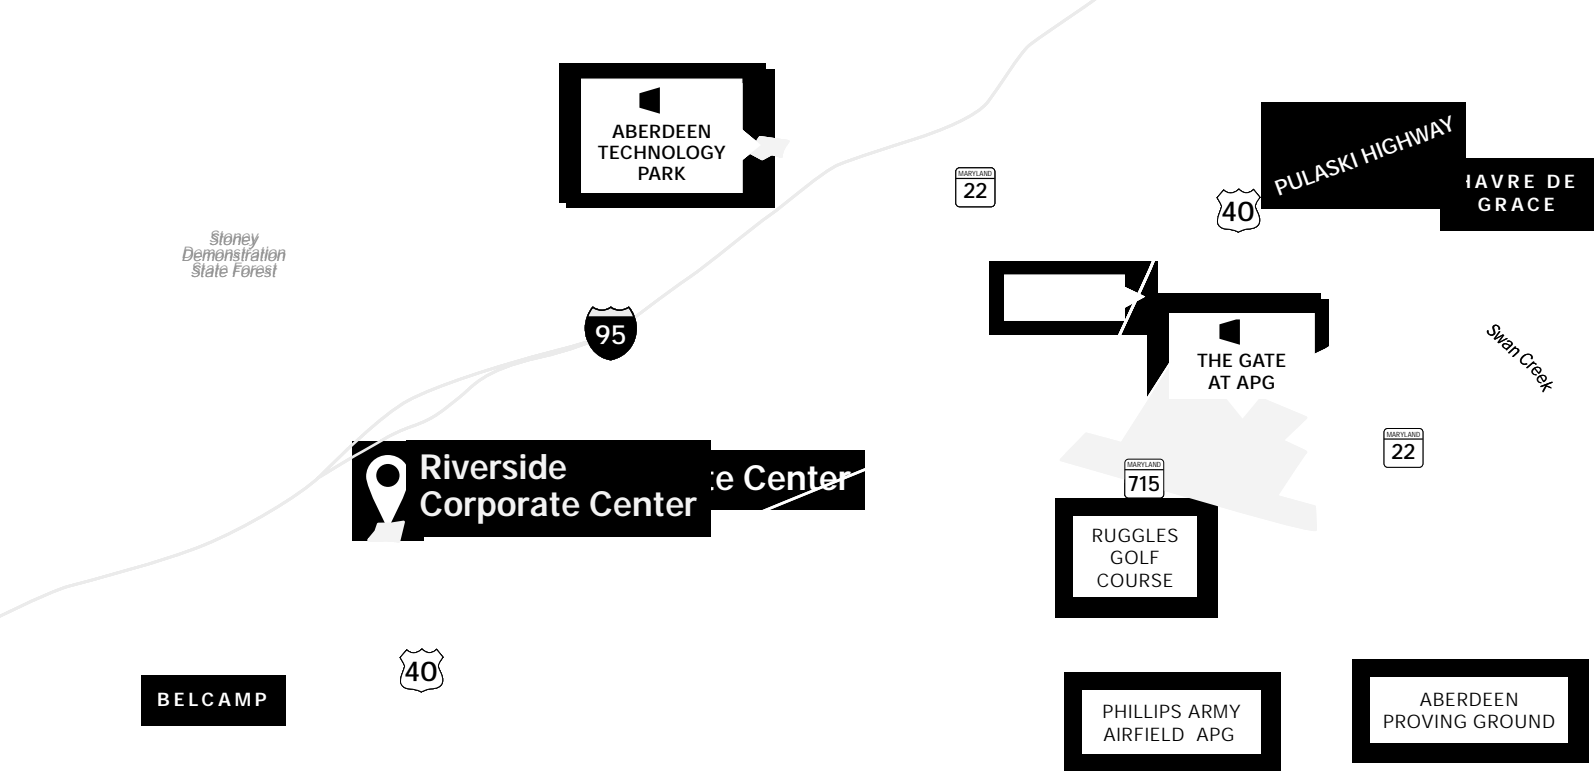 ABERDEEN
TECHNOLOGY
PARK
MARYLAND
22
PULASKI HIGHWAY
40
HAVRE DE
GRACE
Stoney
Demonstration
State Forest
95
THE GATE
AT APG
Swan Creek
Riverside
Corporate Center
te Center
MARYLAND
22
MARYLAND
715
RUGGLES
GOLF
COURSE
40
BELCAMP
PHILLIPS ARMY
AIRFIELD APG
ABERDEEN
PROVING GROUND